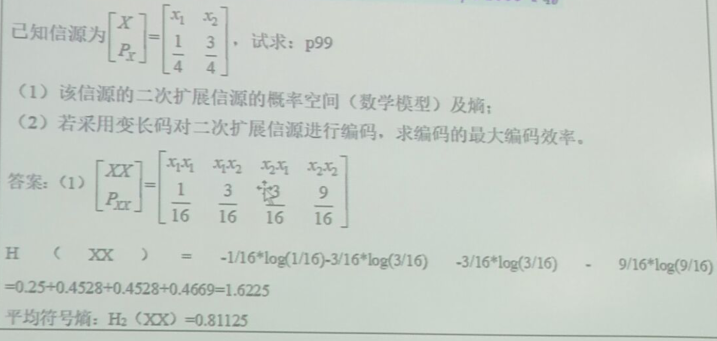 已知信源为[X P_X]=[x₁ x₂ 1/4 3/4]，试求：p99
（1）该信源的二次扩展信源的概率空间（数学模型）及熵；
（2）若采用变长码对二次扩展信源进行编码，求编码的最大编码效率。
答案：（1）[XX P_XX]=[x₁x₁ x₁x₂ x₂x₁ x₂x₂ 1/16 3/16 3/16 9/16]
H （ XX ） = -1/16*log(1/16)-3/16*log(3/16) -3/16*log(3/16) - 9/16*log(9/16)
=0.25+0.4528+0.4528+0.4669=1.6225
平均符号熵：H₂（XX）=0.81125